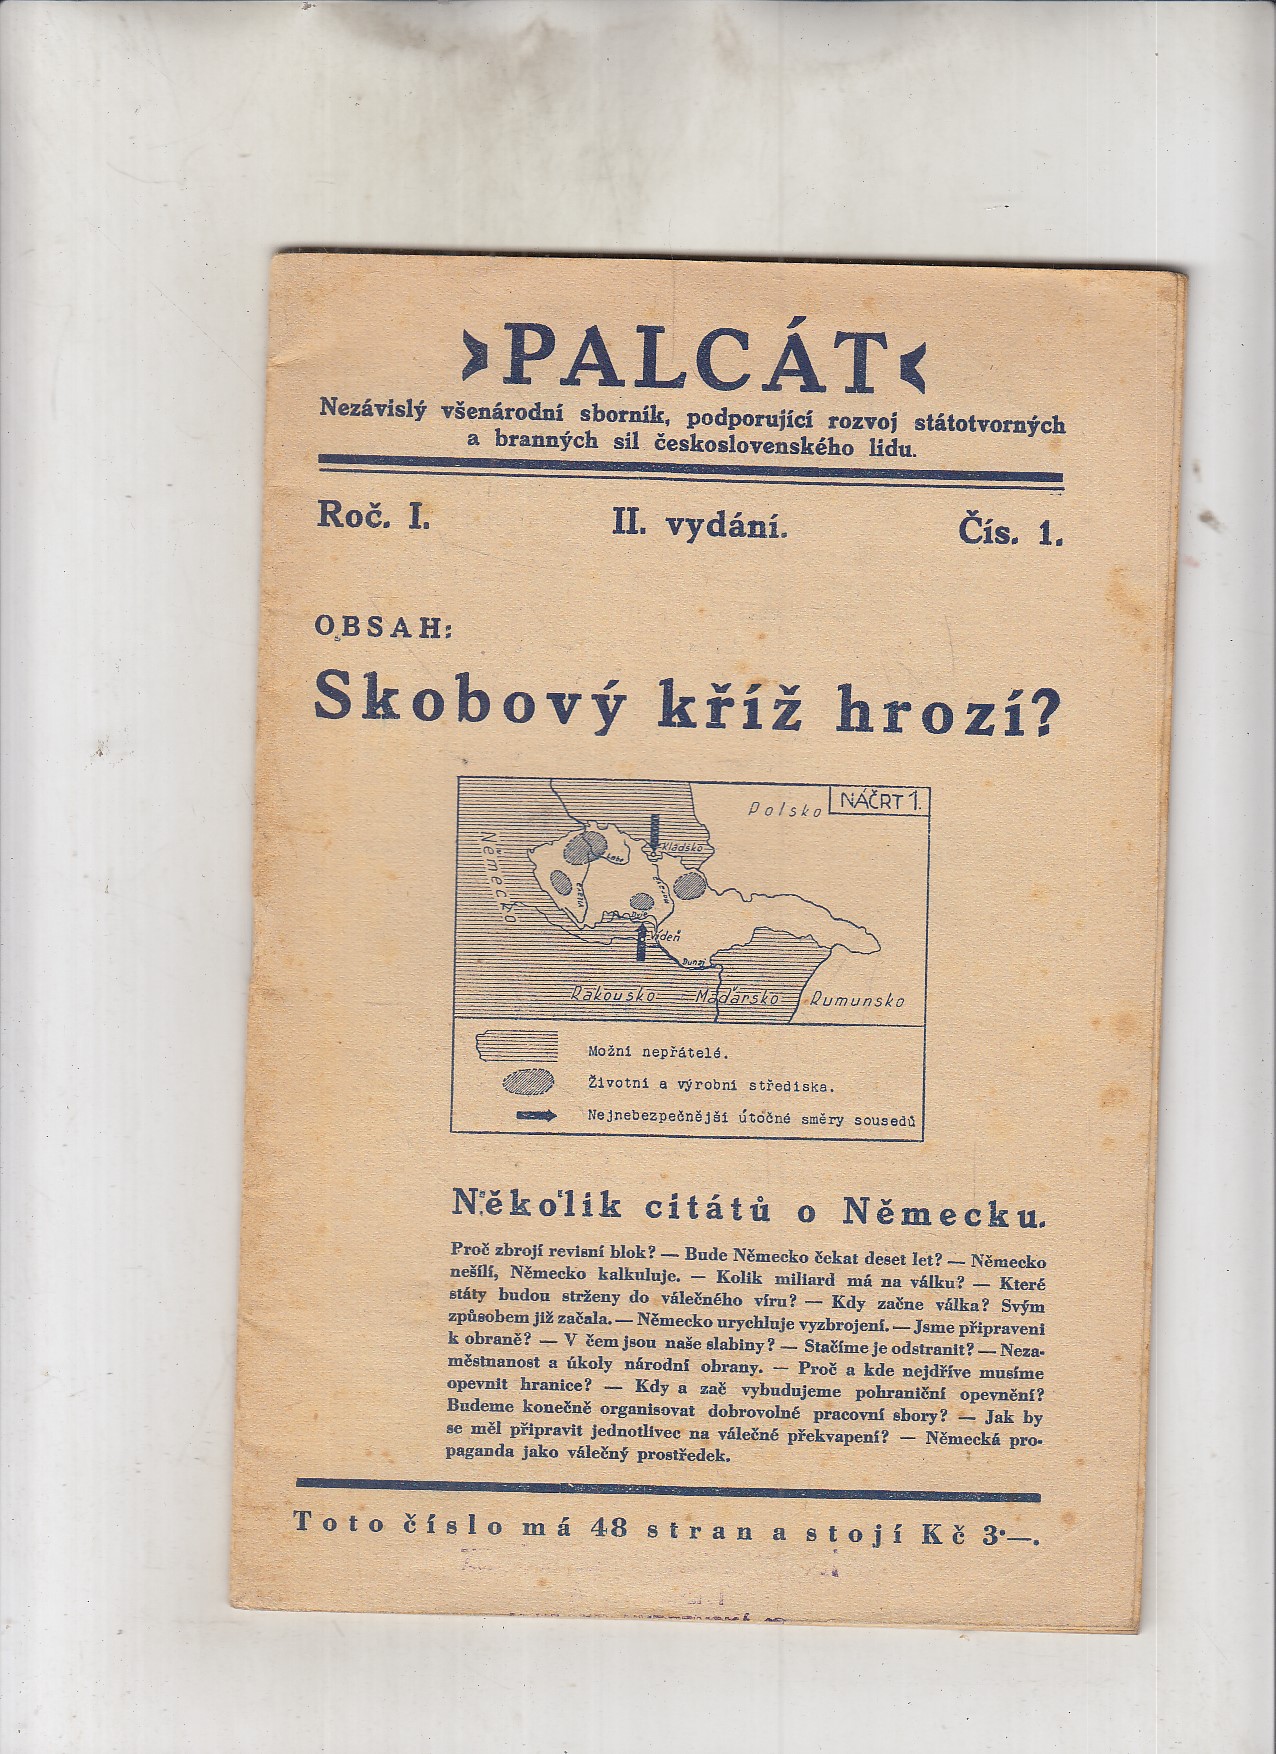 ›PALCÁT‹
Nezávislý všenárodní sborník, podporující rozvoj státotvorných
a branných sil československého lidu.
Roč. I. II. vydání. Čís. 1.
OBSAH:
Skobový kříž hrozí?
NÁČRT 1.
Polsko
Německo
Kladsko
Labe
Dyje
Vídeň
Dunaj
Rakousko Maďarsko Rumunsko
Možní nepřátelé.
Životní a výrobní střediska.
Nejnebezpečnější útočné směry sousedů
Několik citátů o Německu.
Proč zbrojí revisní blok? — Bude Německo čekat deset let? — Německo
nešílí, Německo kalkuluje. — Kolik miliard má na válku? — Které
státy budou strženy do válečného víru? — Kdy začne válka? Svým
způsobem již začala. — Německo urychluje vyzbrojení. — Jsme připraveni
k obraně? — V čem jsou naše slabiny? — Stačíme je odstranit? — Neza-
městnanost a úkoly národní obrany. — Proč a kde nejdříve musíme
opevnit hranice? — Kdy a zač vybudujeme pohraniční opevnění?
Budeme konečně organisovat dobrovolné pracovní sbory? — Jak by
se měl připravit jednotlivec na válečné překvapení? — Německá pro-
paganda jako válečný prostředek.
Toto číslo má 48 stran a stojí Kč 3·—.